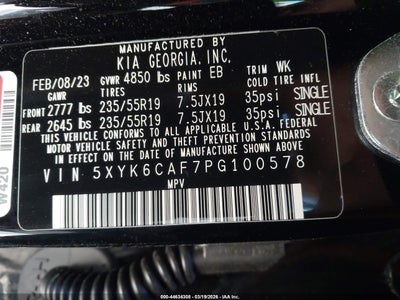 MFD BY
KIA GEORGIA, INC.
FEB/08/23 GVWR 4850 lbs PAINT EB TRIM WK
GAWR TIRES RIMS COLD TIRE INFL
FRONT 2777 lbs 235/55R19 7.5JX19 35psi SINGLE
REAR 2645 lbs 235/55R19 7.5JX19 35psi SINGLE
THIS VEHICLE CONFORMS TO ALL APPLICABLE FEDERAL
MOTOR VEHICLE SAFETY, BUMPER, AND THEFT PREVENTION
STANDARDS IN EFFECT ON THE DATE OF MANUFACTURE SHOWN ABOVE.
VIN: 5XYK6CAF7PG100578
MPV
W420
000-44634308 - 03/19/2026 - IAA Inc.